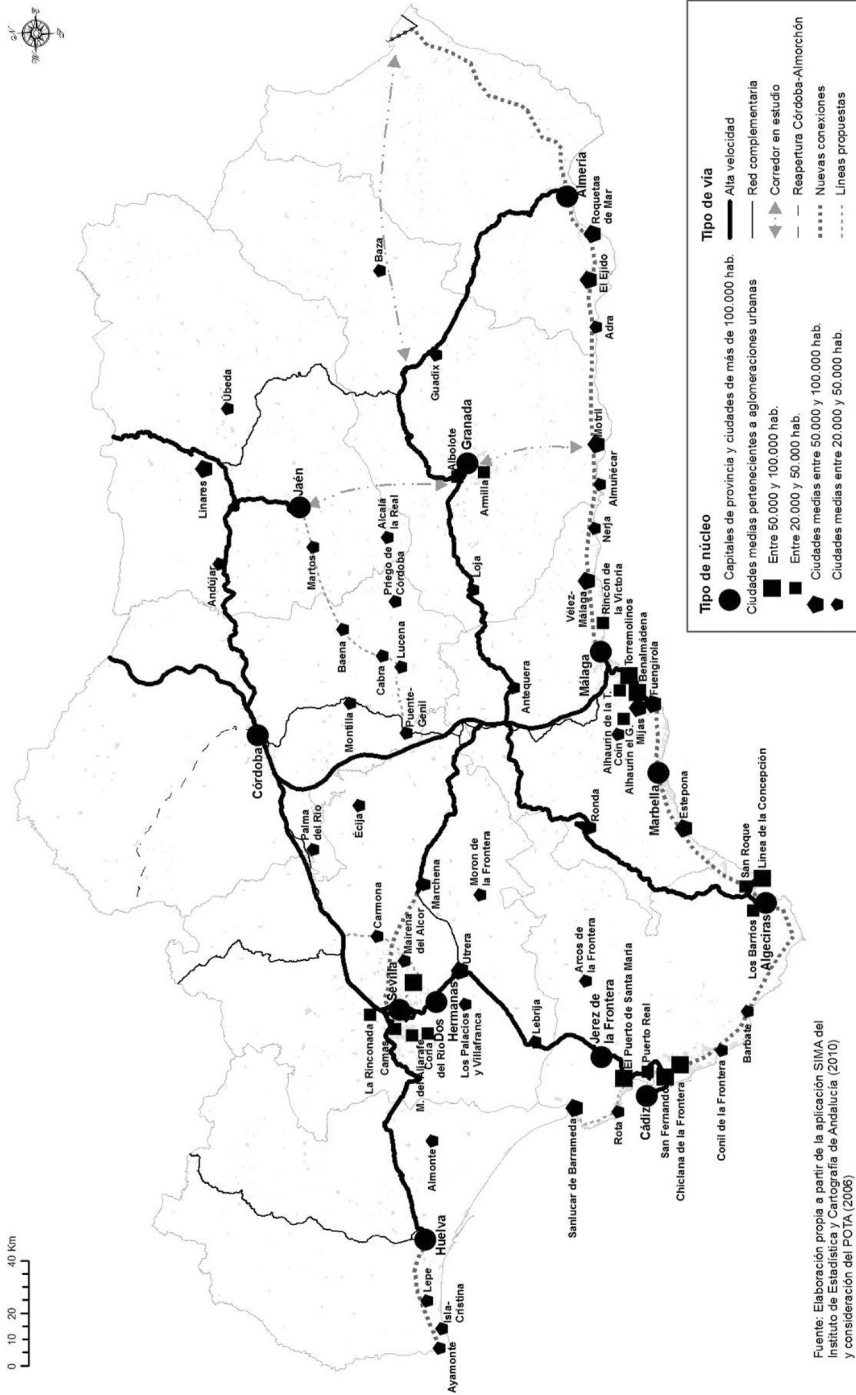 N
E
S
W
0 10 20 40 Km
Ayamonte
Isla-
Cristina
Lepe
Huelva
Almonte
La Rinconada
Camas
M. del Aljarafe
Coria
del Río
Sevilla
Dos
Hermanas
Los Palacios
y Villafranca
Utrera
Mairena
del Alcor
Carmona
Marchena
Moron de
la Frontera
Écija
Palma
del Río
Córdoba
Montilla
Puente-
Genil
Lucena
Cabra
Baena
Priego de
Córdoba
Alcalá
la Real
Martos
Jaén
Andújar
Linares
Úbeda
Baza
Guadix
Albolote
Granada
Armilla
Loja
Antequera
Lebrija
Arcos de
la Frontera
Jerez de
la Frontera
El Puerto de Santa María
Puerto Real
Sanlucar de Barrameda
Rota
Cádiz
San Fernando
Chiclana de la Frontera
Conil de la Frontera
Barbate
Los Barrios
Algeciras
San Roque
Línea de la Concepción
Ronda
Estepona
Marbella
Alhaurín de la T.
Coín
Alhaurín el G.
Mijas
Fuengirola
Benalmádena
Torremolinos
Málaga
Rincón de
la Victoria
Vélez-
Málaga
Nerja
Almuñécar
Motril
Adra
El Ejido
Roquetas
de Mar
Almería
Tipo de núcleo
Capitales de provincia y ciudades de más de 100.000 hab.
Ciudades medias pertenecientes a aglomeraciones urbanas
Entre 50.000 y 100.000 hab.
Entre 20.000 y 50.000 hab.
Ciudades medias entre 50.000 y 100.000 hab.
Ciudades medias entre 20.000 y 50.000 hab.
Tipo de vía
Alta velocidad
Red complementaria
Corredor en estudio
Reapertura Córdoba-Almorchón
Nuevas conexiones
Líneas propuestas
Fuente: Elaboración propia a partir de la aplicación SIMA del
Instituto de Estadística y Cartografía de Andalucía (2010)
y consideración del POTA (2006)